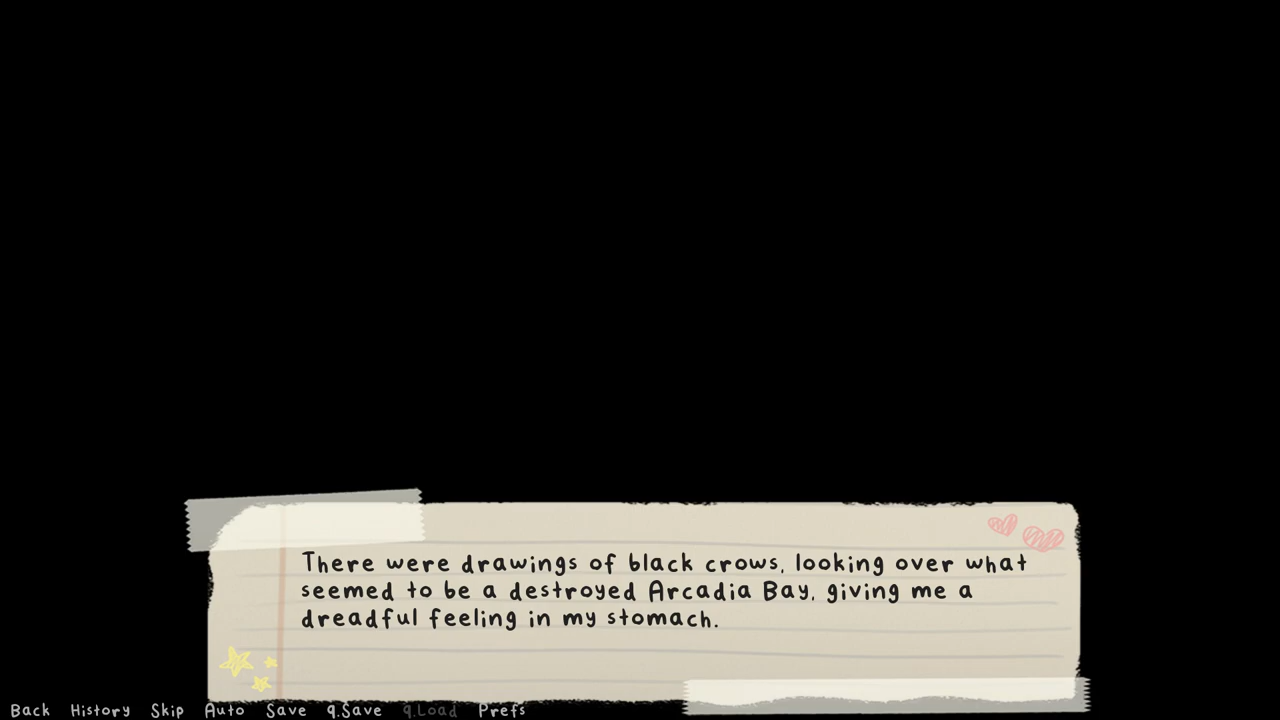 There were drawings of black crows, looking over what
seemed to be a destroyed Arcadia Bay, giving me a
dreadful feeling in my stomach.
Back History Skip Auto Save q.Save q.Load Prefs